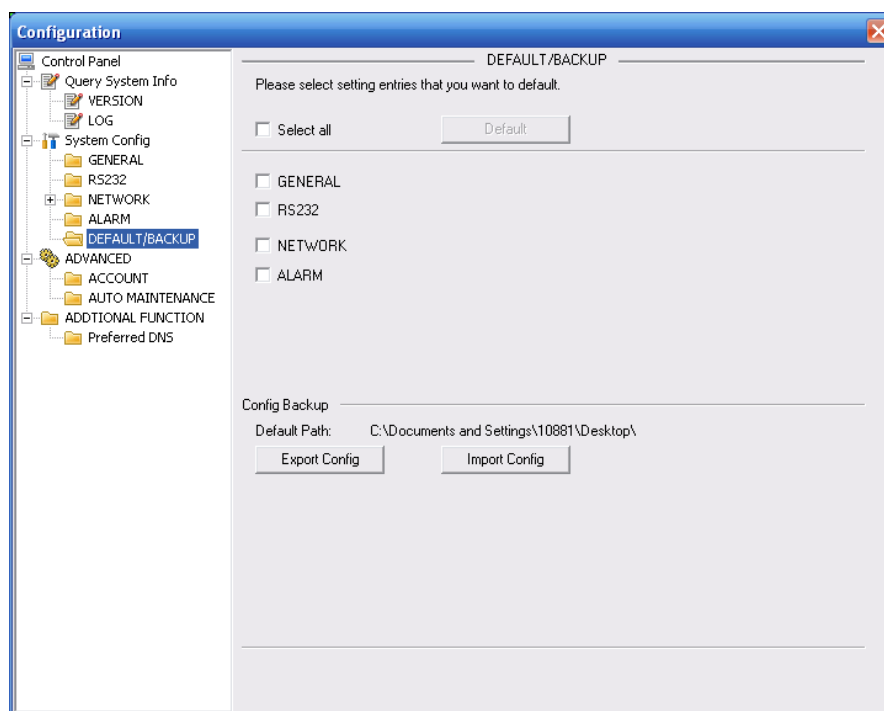 Configuration
Control Panel
Query System Info
VERSION
LOG
System Config
GENERAL
RS232
NETWORK
ALARM
DEFAULT/BACKUP
ADVANCED
ACCOUNT
AUTO MAINTENANCE
ADDTIONAL FUNCTION
Preferred DNS
DEFAULT/BACKUP
Please select setting entries that you want to default.
Select all Default
GENERAL
RS232
NETWORK
ALARM
Config Backup
Default Path: C:\Documents and Settings\10881\Desktop\
Export Config Import Config